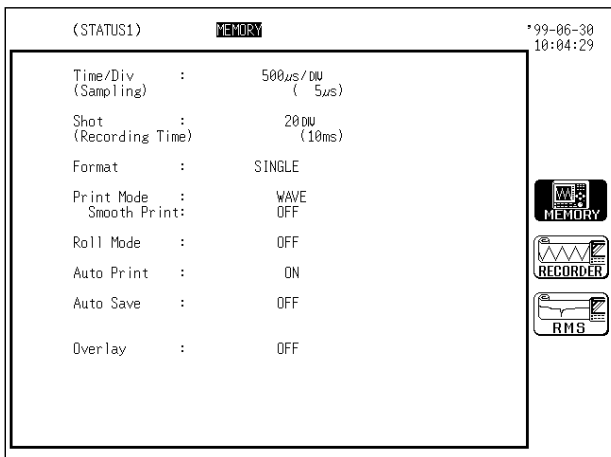 (STATUS1) MEMORY '99-06-30
10:04:29
Time/Div : 500µs/DIV
(Sampling) ( 5µs)
Shot : 20DIV
(Recording Time) (10ms)
Format : SINGLE
Print Mode : WAVE
Smooth Print: OFF
Roll Mode : OFF
Auto Print : ON
Auto Save : OFF
Overlay : OFF
MEMORY
RECORDER
RMS